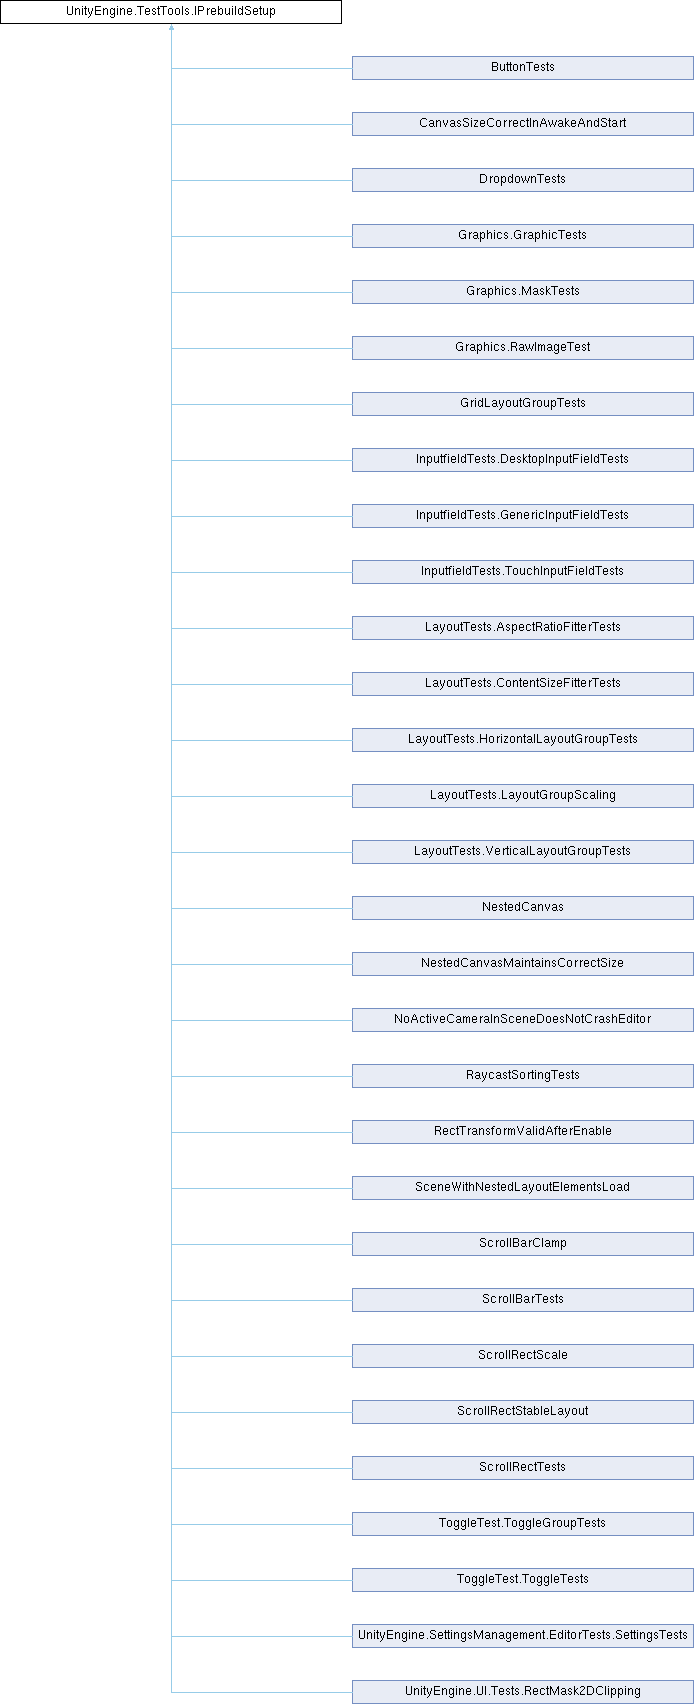 UnityEngine.TestTools.IPrebuildSetup
ButtonTests
CanvasSizeCorrectInAwakeAndStart
DropdownTests
Graphics.GraphicTests
Graphics.MaskTests
Graphics.RawImageTest
GridLayoutGroupTests
InputfieldTests.DesktopInputFieldTests
InputfieldTests.GenericInputFieldTests
InputfieldTests.TouchInputFieldTests
LayoutTests.AspectRatioFitterTests
LayoutTests.ContentSizeFitterTests
LayoutTests.HorizontalLayoutGroupTests
LayoutTests.LayoutGroupScaling
LayoutTests.VerticalLayoutGroupTests
NestedCanvas
NestedCanvasMaintainsCorrectSize
NoActiveCameraInSceneDoesNotCrashEditor
RaycastSortingTests
RectTransformValidAfterEnable
SceneWithNestedLayoutElementsLoad
ScrollBarClamp
ScrollBarTests
ScrollRectScale
ScrollRectStableLayout
ScrollRectTests
ToggleTest.ToggleGroupTests
ToggleTest.ToggleTests
UnityEngine.SettingsManagement.EditorTests.SettingsTests
UnityEngine.UI.Tests.RectMask2DClipping